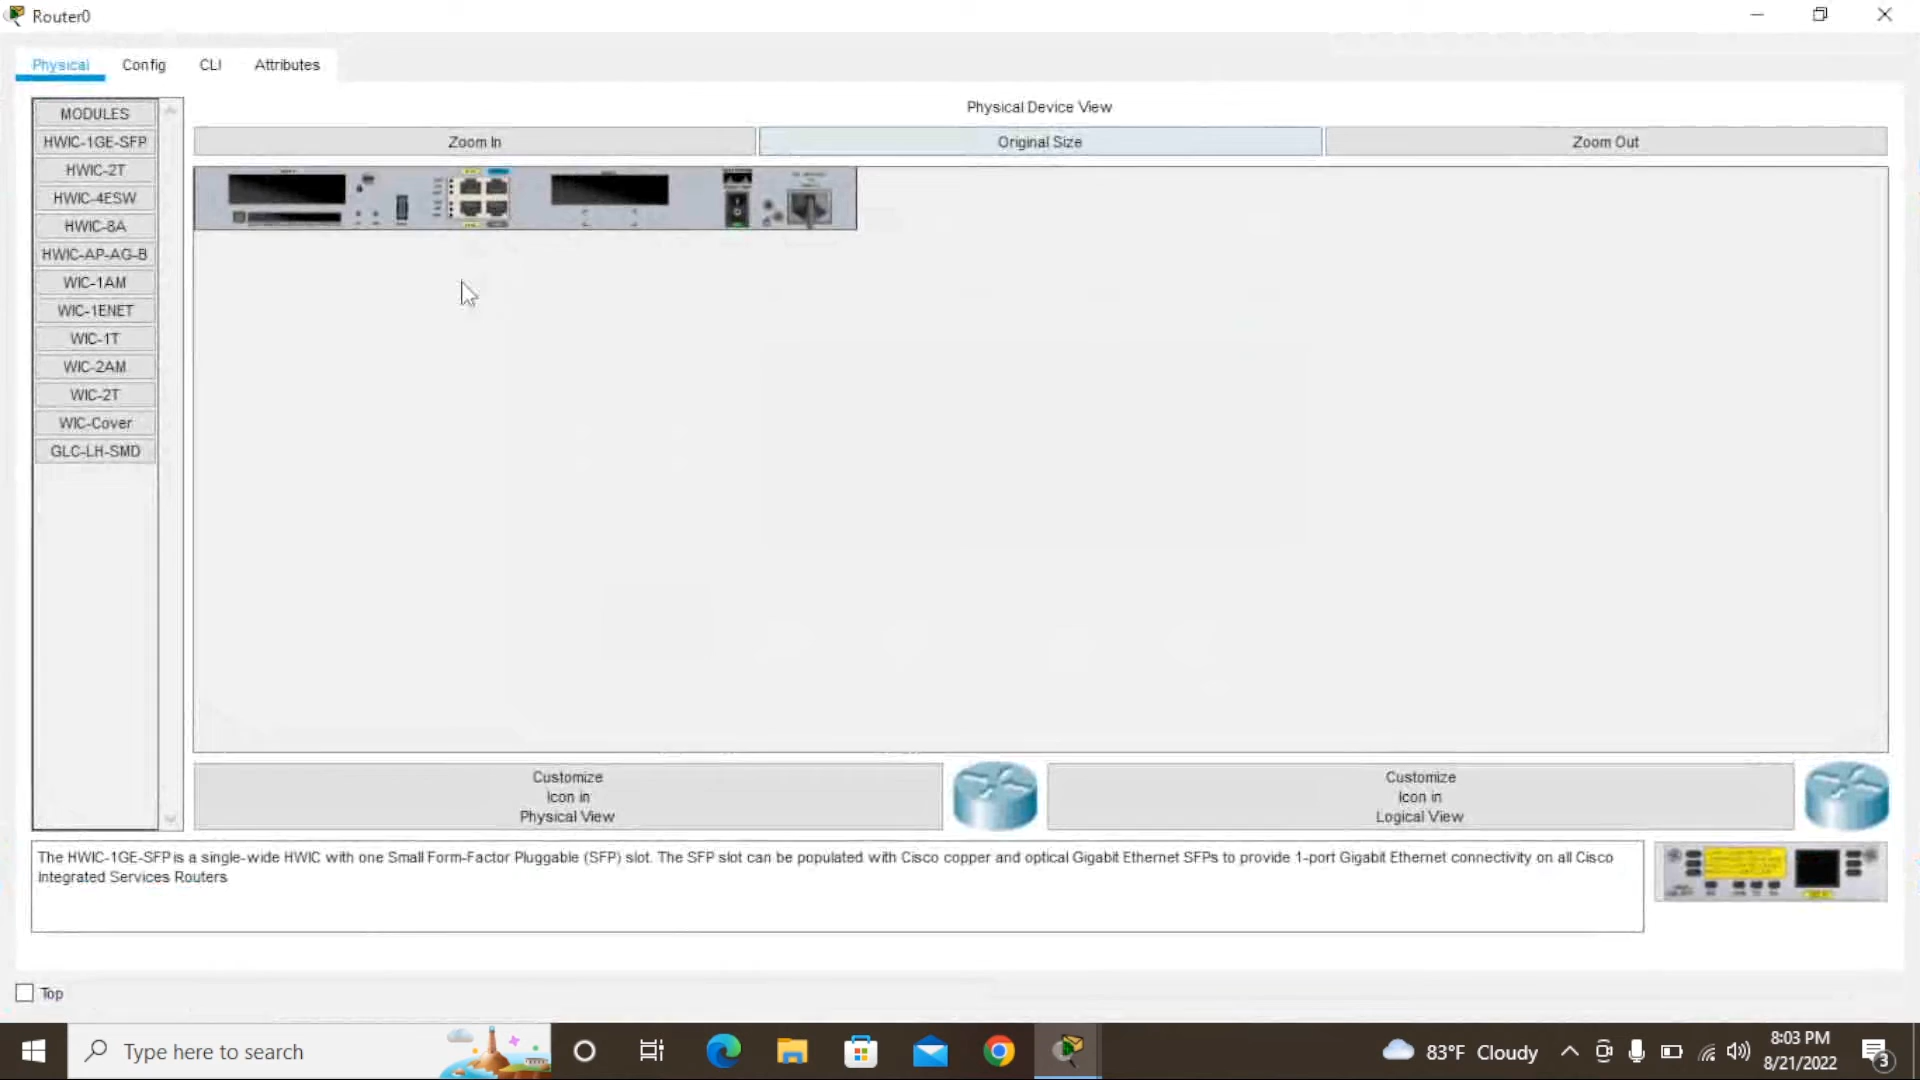 Router0
Physical
Config
CLI
Attributes
MODULES
HWIC-1GE-SFP
HWIC-2T
HWIC-4ESW
HWIC-8A
HWIC-AP-AG-B
WIC-1AM
WIC-1ENET
WIC-1T
WIC-2AM
WIC-2T
WIC-Cover
GLC-LH-SMD
Physical Device View
Zoom In
Original Size
Zoom Out
Customize
Icon in
Physical View
Customize
Icon in
Logical View
The HWIC-1GE-SFP is a single-wide HWIC with one Small Form-Factor Pluggable (SFP) slot. The SFP slot can be populated with Cisco copper and optical Gigabit Ethernet SFPs to provide 1-port Gigabit Ethernet connectivity on all Cisco
Integrated Services Routers
Top
Type here to search
83°F Cloudy
8:03 PM
8/21/2022
3